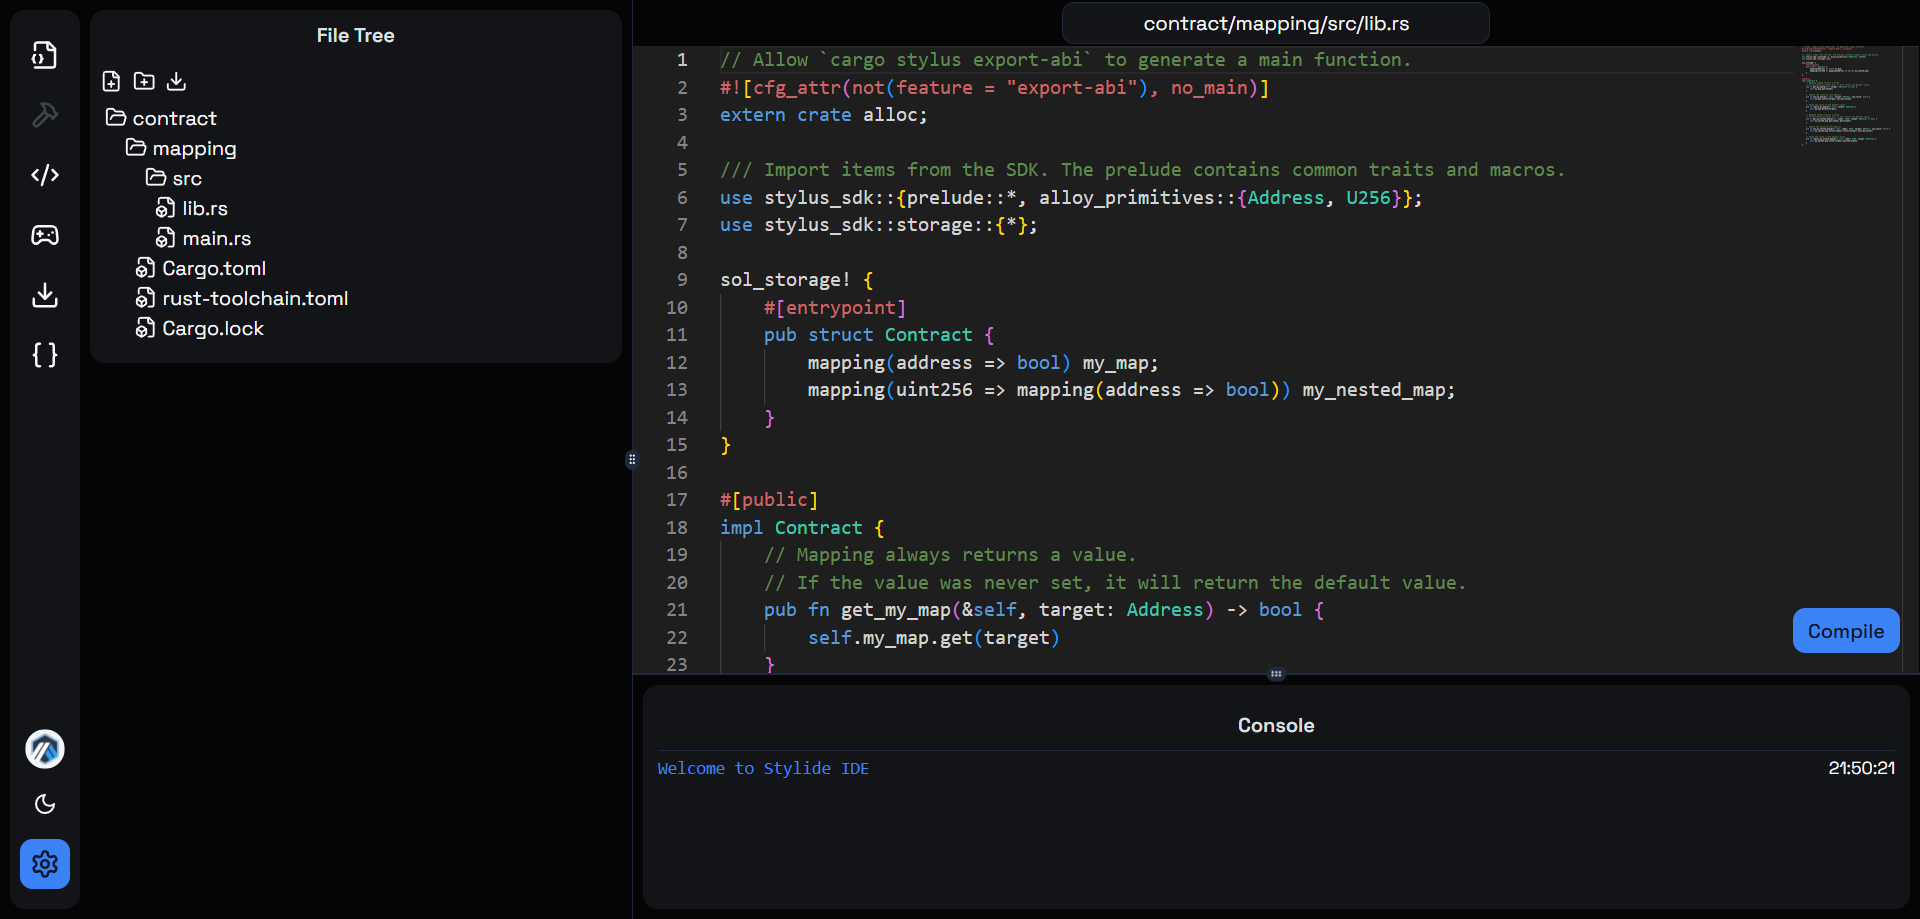 File Tree
contract
mapping
src
lib.rs
main.rs
Cargo.toml
rust-toolchain.toml
Cargo.lock
contract/mapping/src/lib.rs
1 // Allow `cargo stylus export-abi` to generate a main function.
2 #![cfg_attr(not(feature = "export-abi"), no_main)]
3 extern crate alloc;
4
5 /// Import items from the SDK. The prelude contains common traits and macros.
6 use stylus_sdk::{prelude::*, alloy_primitives::{Address, U256}};
7 use stylus_sdk::storage::{*};
8
9 sol_storage! {
10 #[entrypoint]
11 pub struct Contract {
12 mapping(address => bool) my_map;
13 mapping(uint256 => mapping(address => bool)) my_nested_map;
14 }
15 }
16
17 #[public]
18 impl Contract {
19 // Mapping always returns a value.
20 // If the value was never set, it will return the default value.
21 pub fn get_my_map(&self, target: Address) -> bool {
22 self.my_map.get(target)
23 }
Compile
Console
Welcome to Stylide IDE 21:50:21